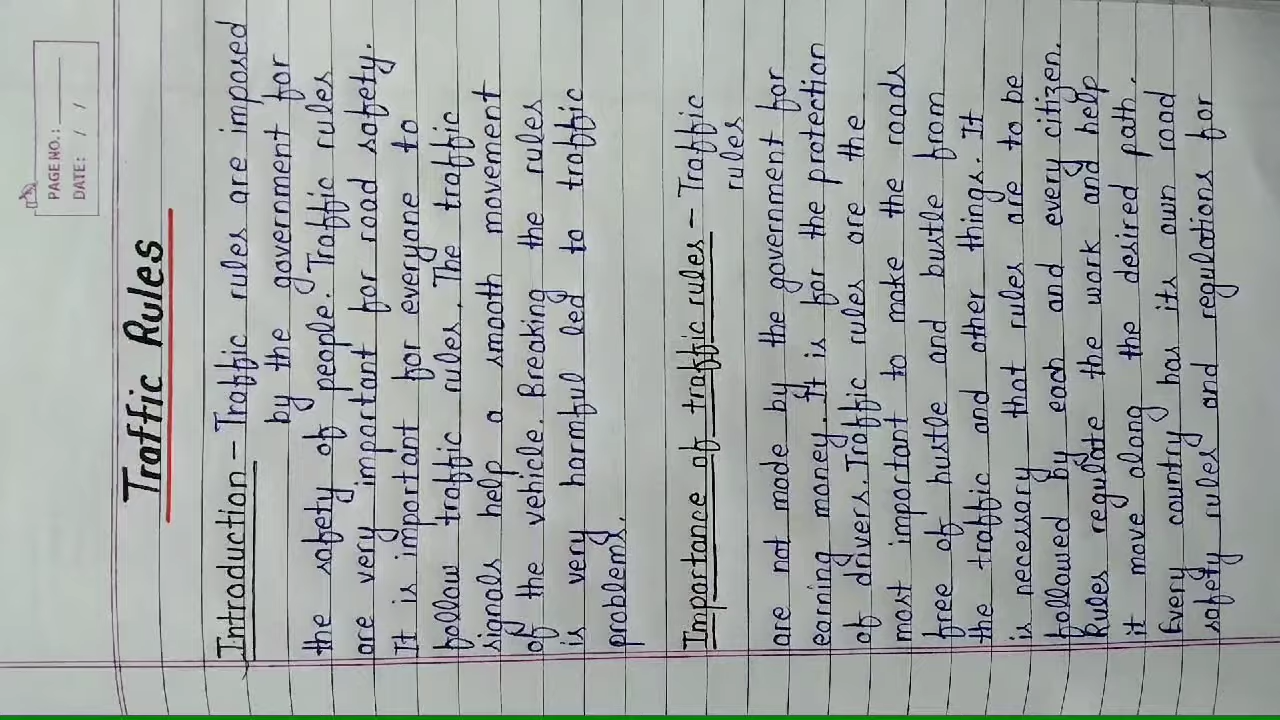 PAGE NO.:
DATE: / /
Traffic Rules
Introduction – Traffic rules are imposed
by the government for
the safety of people. Traffic rules
are very important for road safety.
It is important for everyone to
follow traffic rules. The traffic
signals help a smooth movement
of the vehicle. Breaking the rules
is very harmful led to traffic
problems.
Importance of traffic rules – Traffic
rules
are not made by the government for
earning money. It is for the protection
of drivers. Traffic rules are the
most important to make the roads
free of hustle and bustle from
the traffic and other things. It
is necessary that rules are to be
followed by each and every citizen.
Rules regulate the work and help
it move along the desired path.
Every country has its own road
safety rules and regulations for